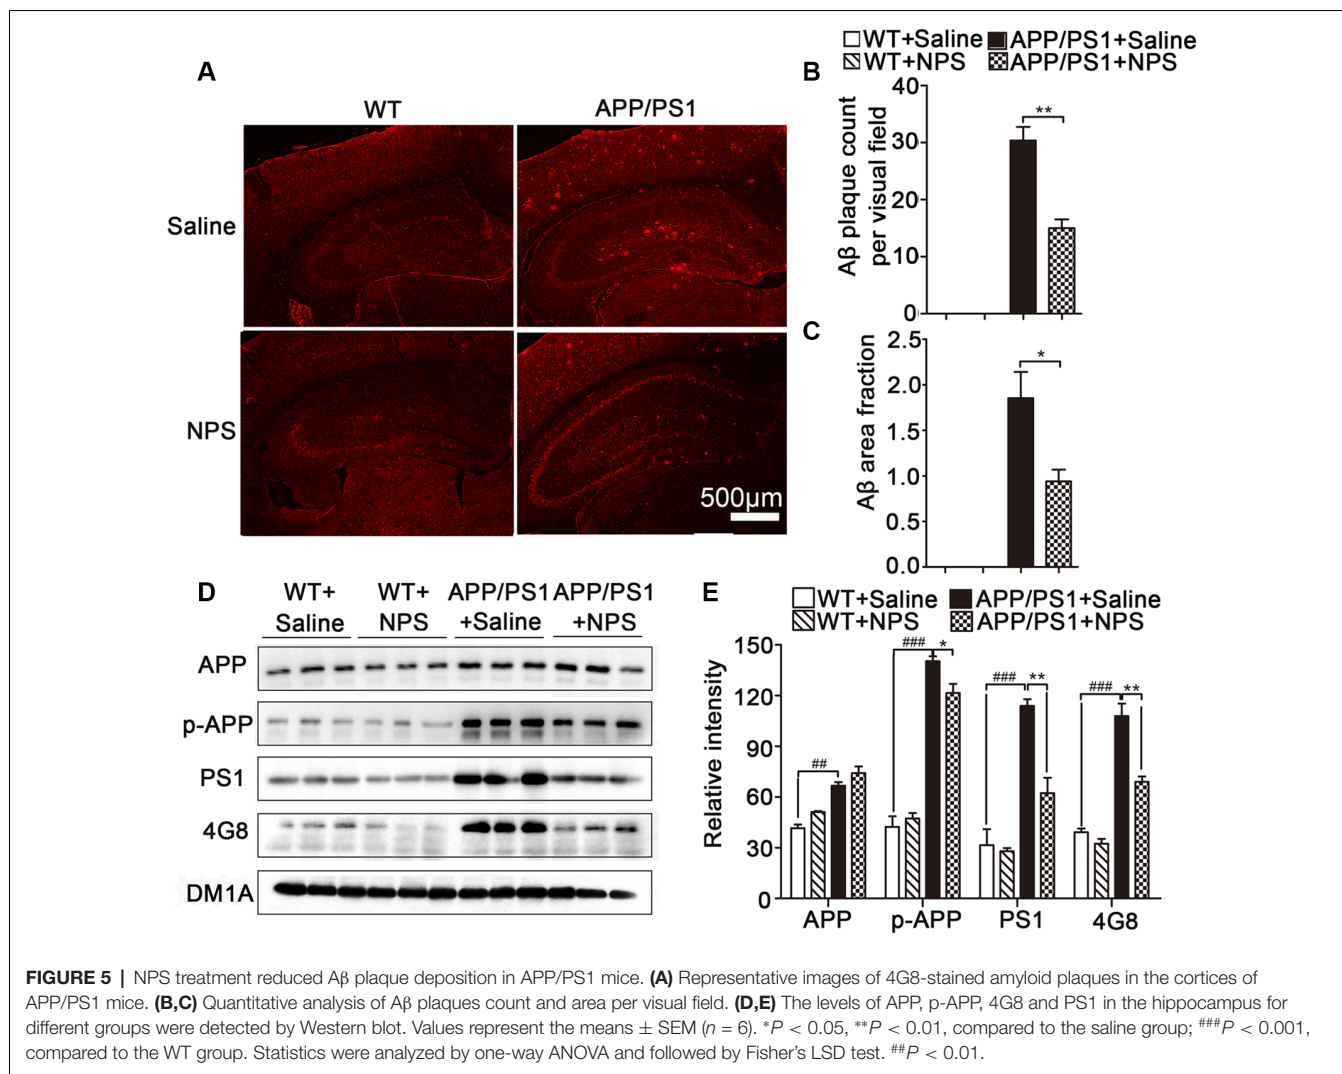 A
WT
APP/PS1
Saline
NPS
500µm
WT+Saline
APP/PS1+Saline
WT+NPS
APP/PS1+NPS
B
Aβ plaque count
per visual field
40
30
20
10
0
**
C
Aβ area fraction
2.5
2.0
1.5
1.0
0.5
0.0
*
D
WT+ WT+ APP/PS1 APP/PS1
Saline NPS +Saline +NPS
APP
p-APP
PS1
4G8
DM1A
E
WT+Saline
APP/PS1+Saline
WT+NPS
APP/PS1+NPS
Relative intensity
150
120
90
60
30
0
##
### *
### **
### **
APP p-APP PS1 4G8
FIGURE 5 | NPS treatment reduced Aβ plaque deposition in APP/PS1 mice. (A) Representative images of 4G8-stained amyloid plaques in the cortices of
APP/PS1 mice. (B,C) Quantitative analysis of Aβ plaques count and area per visual field. (D,E) The levels of APP, p-APP, 4G8 and PS1 in the hippocampus for
different groups were detected by Western blot. Values represent the means ± SEM (n = 6). *P < 0.05, **P < 0.01, compared to the saline group; ###P < 0.001,
compared to the WT group. Statistics were analyzed by one-way ANOVA and followed by Fisher's LSD test. ##P < 0.01.